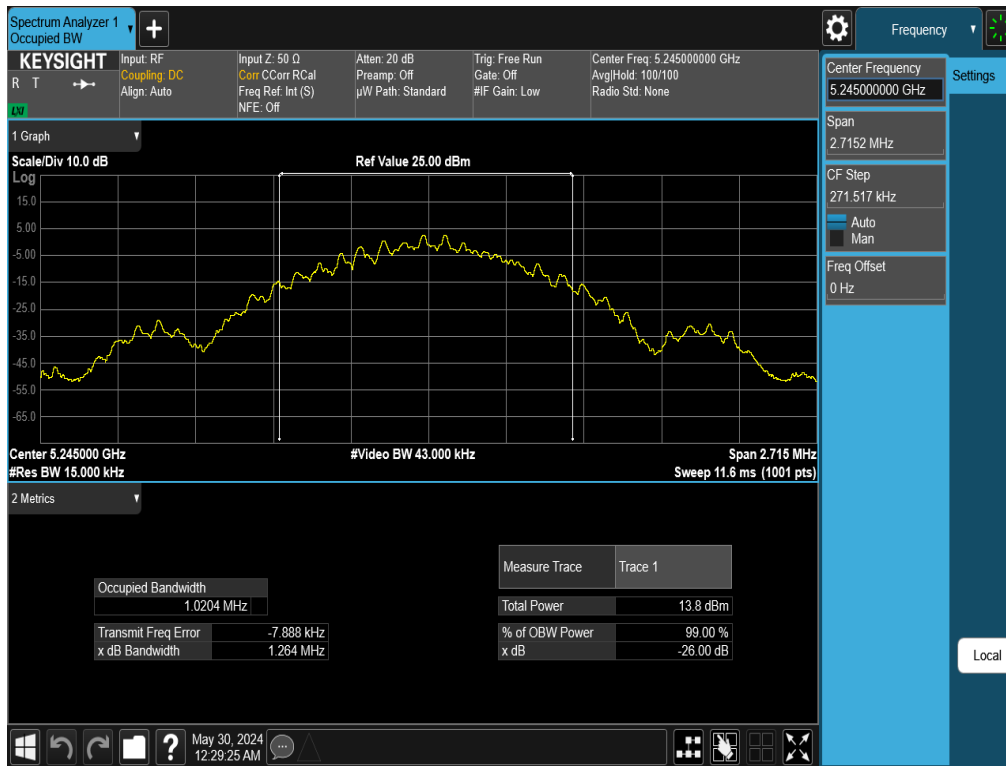 Spectrum Analyzer 1
Occupied BW
Frequency
KEYSIGHT
R T
LXI
Input: RF
Coupling: DC
Align: Auto
Input Z: 50 Ω
Corr CCorr RCal
Freq Ref: Int (S)
NFE: Off
Atten: 20 dB
Preamp: Off
µW Path: Standard
Trig: Free Run
Gate: Off
#IF Gain: Low
Center Freq: 5.245000000 GHz
Avg|Hold: 100/100
Radio Std: None
Center Frequency
5.245000000 GHz
Settings
Span
2.7152 MHz
CF Step
271.517 kHz
Auto
Man
Freq Offset
0 Hz
Local
1 Graph
Scale/Div 10.0 dB
Ref Value 25.00 dBm
Log
15.0
5.00
-5.00
-15.0
-25.0
-35.0
-45.0
-55.0
-65.0
Center 5.245000 GHz
#Video BW 43.000 kHz
Span 2.715 MHz
#Res BW 15.000 kHz
Sweep 11.6 ms (1001 pts)
2 Metrics
Occupied Bandwidth
1.0204 MHz
Transmit Freq Error -7.888 kHz
x dB Bandwidth 1.264 MHz
Measure Trace Trace 1
Total Power 13.8 dBm
% of OBW Power 99.00 %
x dB -26.00 dB
May 30, 2024
12:29:25 AM